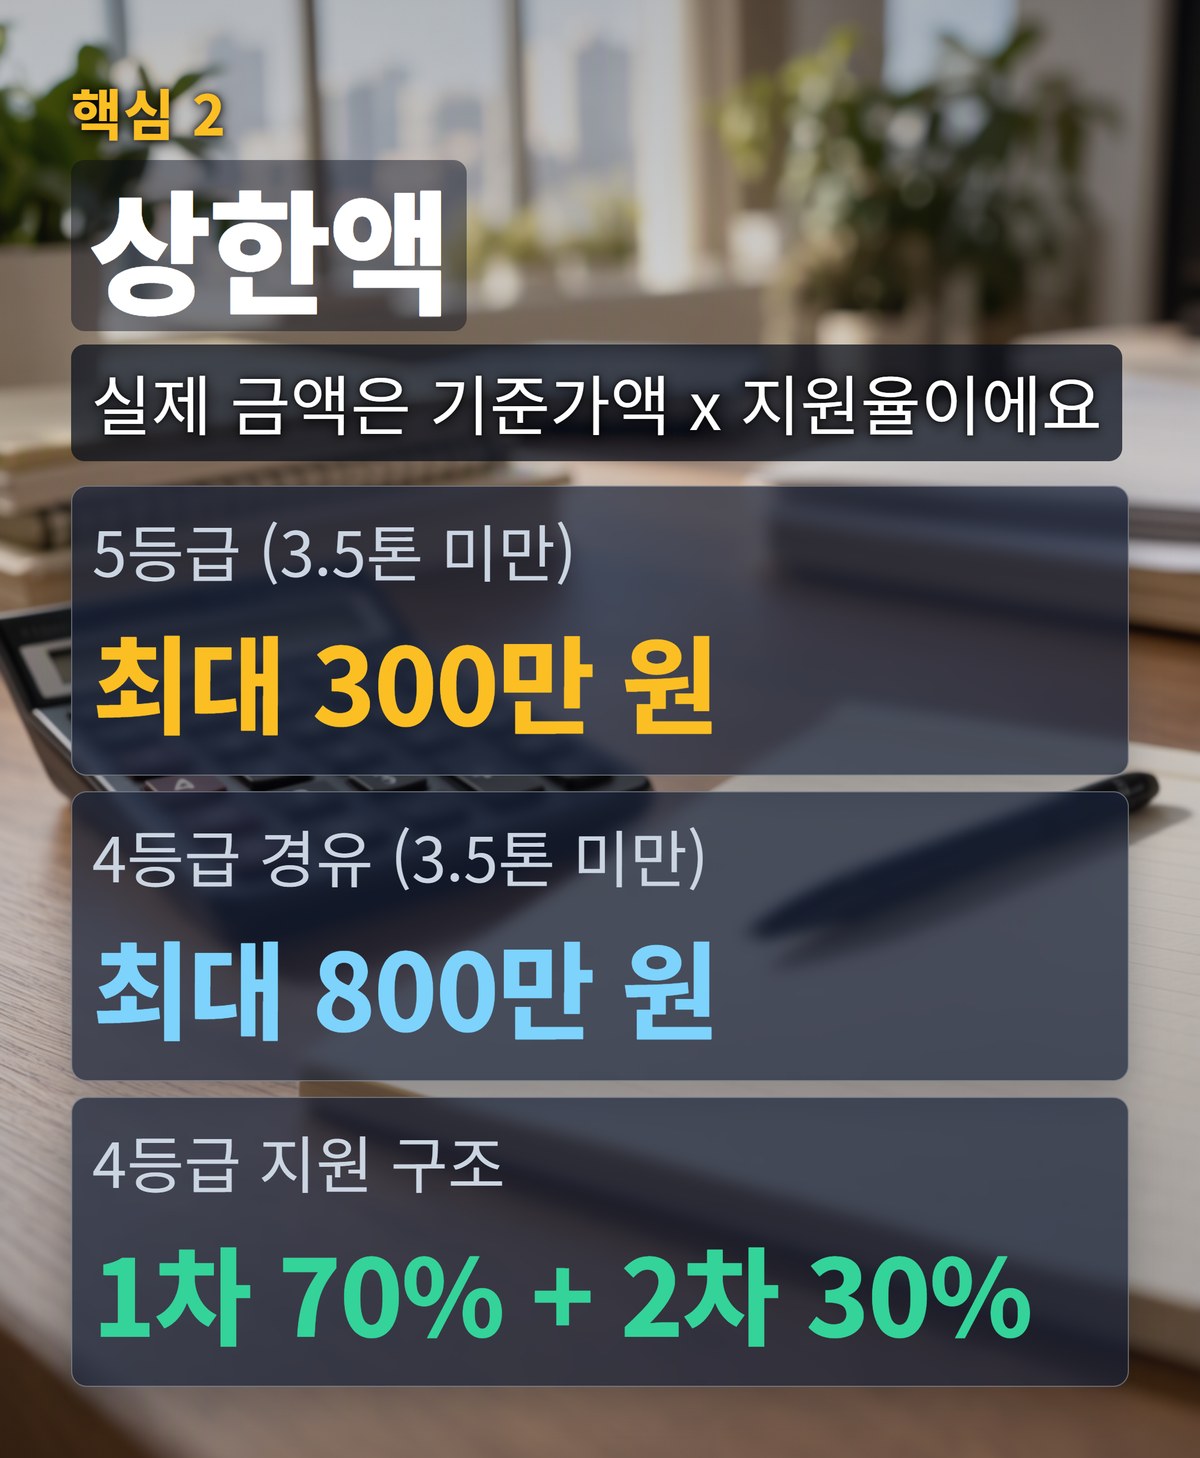 핵심 2
상한액
실제 금액은 기준가액 x 지원율이에요
5등급 (3.5톤 미만)
최대 300만 원
4등급 경유 (3.5톤 미만)
최대 800만 원
4등급 지원 구조
1차 70% + 2차 30%